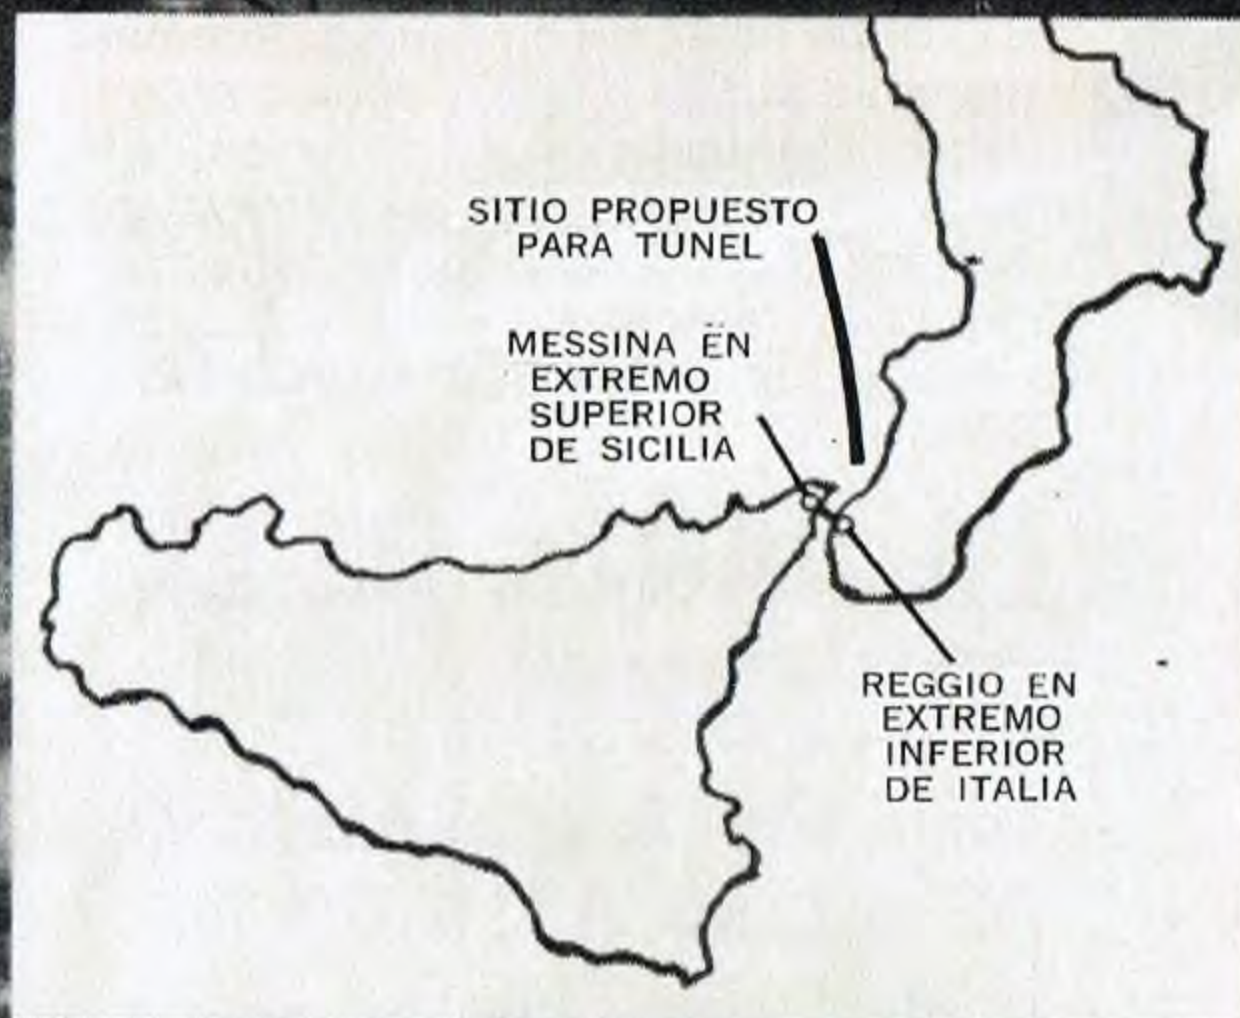 SITIO PROPUESTO
PARA TUNEL
MESSINA EN
EXTREMO
SUPERIOR
DE SICILIA
REGGIO EN
EXTREMO
INFERIOR
DE ITALIA